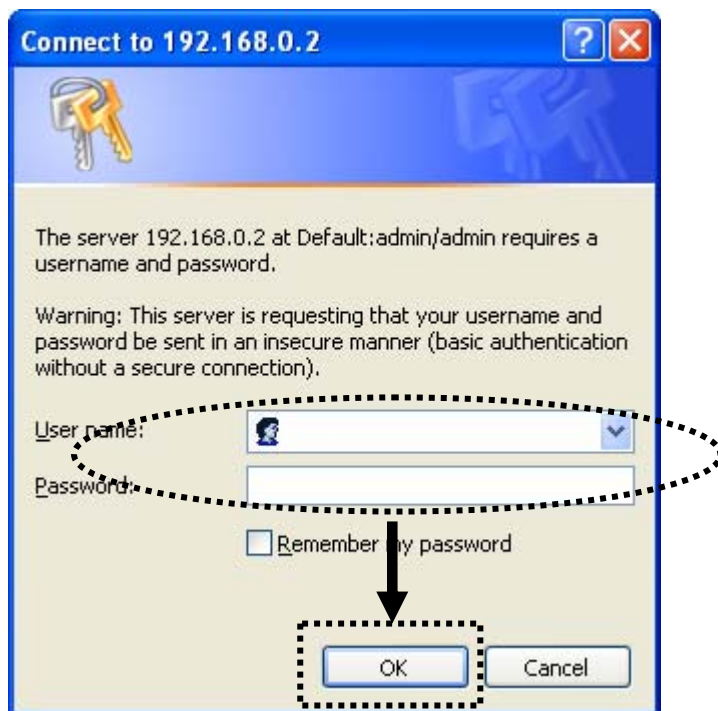 Connect to 192.168.0.2
The server 192.168.0.2 at Default:admin/admin requires a
username and password.
Warning: This server is requesting that your username and
password be sent in an insecure manner (basic authentication
without a secure connection).
User name:
Password:
Remember my password
OK Cancel